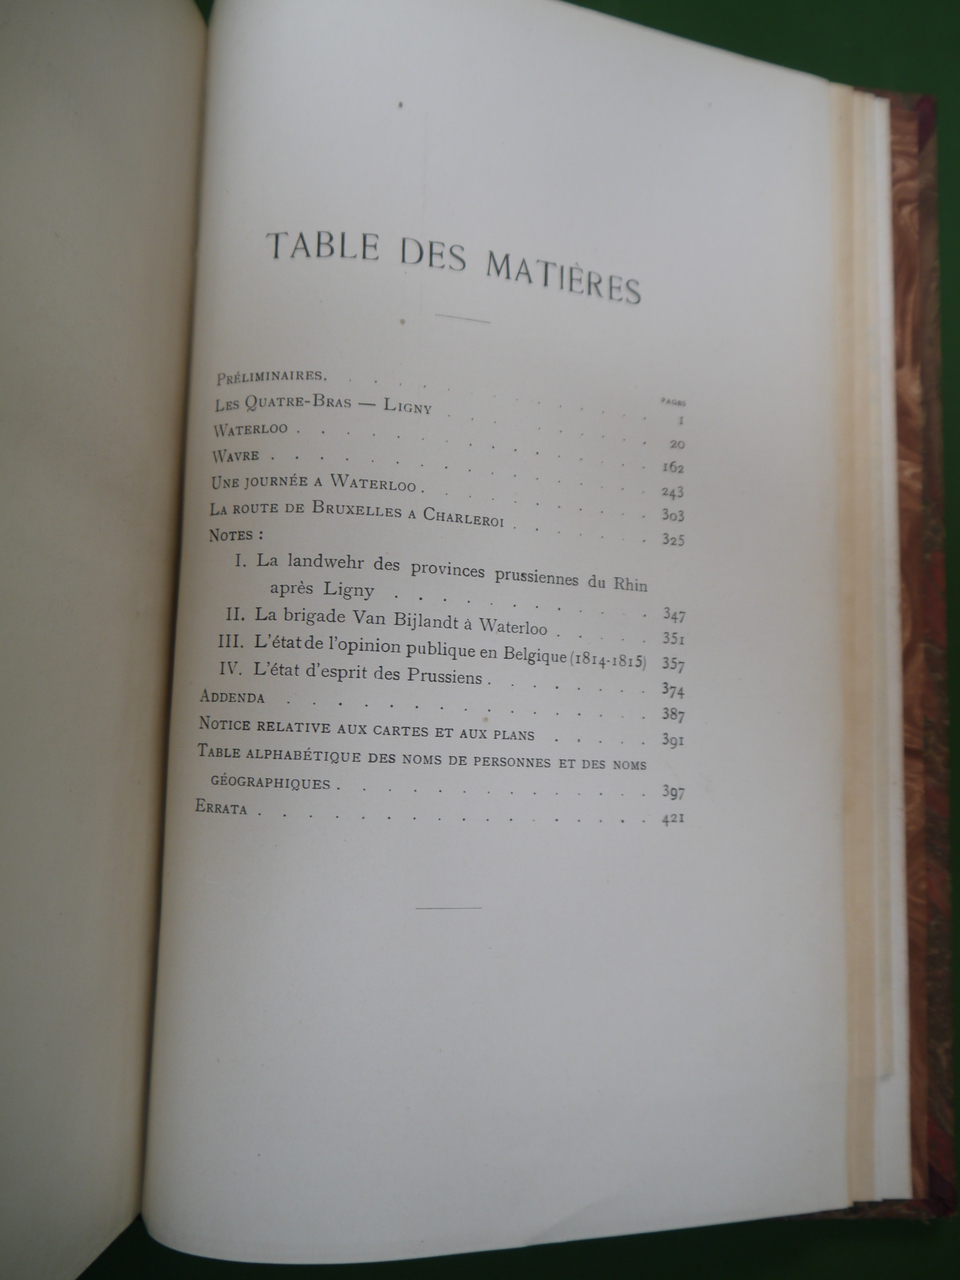 TABLE DES MATIÈRES
PAGES
Préliminaires. . . . . . . . . . . . 1
Les Quatre-Bras — Ligny . . . . . . . . . 20
Waterloo . . . . . . . . . . . . . . 162
Wavre . . . . . . . . . . . . . . . 243
Une journée a Waterloo . . . . . . . . . 303
La route de Bruxelles a Charleroi . . . . . . 325
Notes :
I. La landwehr des provinces prussiennes du Rhin
après Ligny . . . . . . . . . . . 347
II. La brigade Van Bijlandt à Waterloo . . . . . 351
III. L'état de l'opinion publique en Belgique (1814-1815) 357
IV. L'état d'esprit des Prussiens . . . . . . . 374
Addenda . . . . . . . . . . . . . . 387
Notice relative aux cartes et aux plans . . . . . 391
Table alphabétique des noms de personnes et des noms
géographiques . . . . . . . . . . . . . 397
Errata . . . . . . . . . . . . . . . . 421